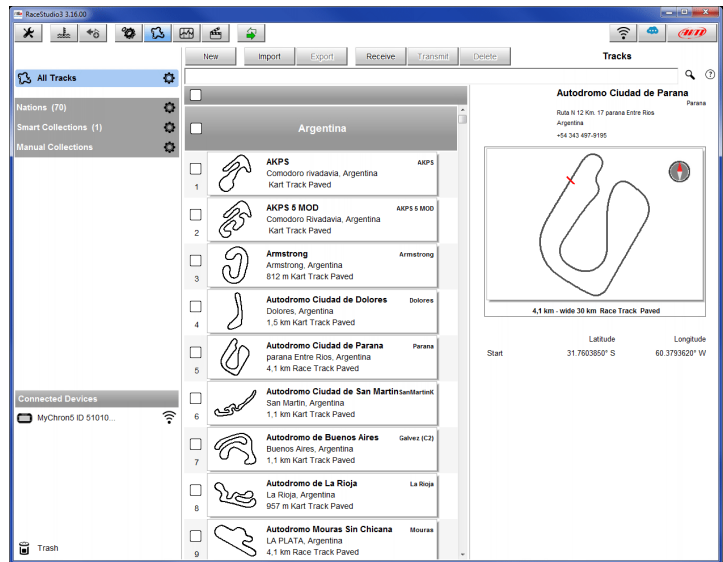 RaceStudio3 3.16.00
AIM
New Import Export Receive Transmit Delete Tracks
All Tracks
Nations (70)
Smart Collections (1)
Manual Collections
Connected Devices
MyChron5 ID 51010...
Trash
Argentina
1
AKPS AKPS
Comodoro rivadavia, Argentina
Kart Track Paved
2
AKPS 5 MOD AKPS 5 MOD
Comodoro Rivadavia, Argentina
Kart Track Paved
3
Armstrong Armstrong
Armstrong, Argentina
812 m Kart Track Paved
4
Autodromo Ciudad de Dolores Dolores
Dolores, Argentina
1,5 km Kart Track Paved
5
Autodromo Ciudad de Parana Parana
parana Entre Rios, Argentina
4,1 km Race Track Paved
6
Autodromo Ciudad de San Martin SanMartinK
San Martin, Argentina
1,1 km Kart Track Paved
7
Autodromo de Buenos Aires Galvez (C2)
Buenos Aires, Argentina
1,1 km Kart Track Paved
8
Autodromo de La Rioja La Rioja
La Rioja, Argentina
957 m Kart Track Paved
9
Autodromo Mouras Sin Chicana Mouras
LA PLATA, Argentina
4,1 km Race Track Paved
Autodromo Ciudad de Parana
Parana
Ruta N 12 Km. 17 parana Entre Rios
Argentina
+54 343 497-9195
4,1 km - wide 30 km Race Track Paved
Latitude Longitude
Start 31.7603850° S 60.3793620° W